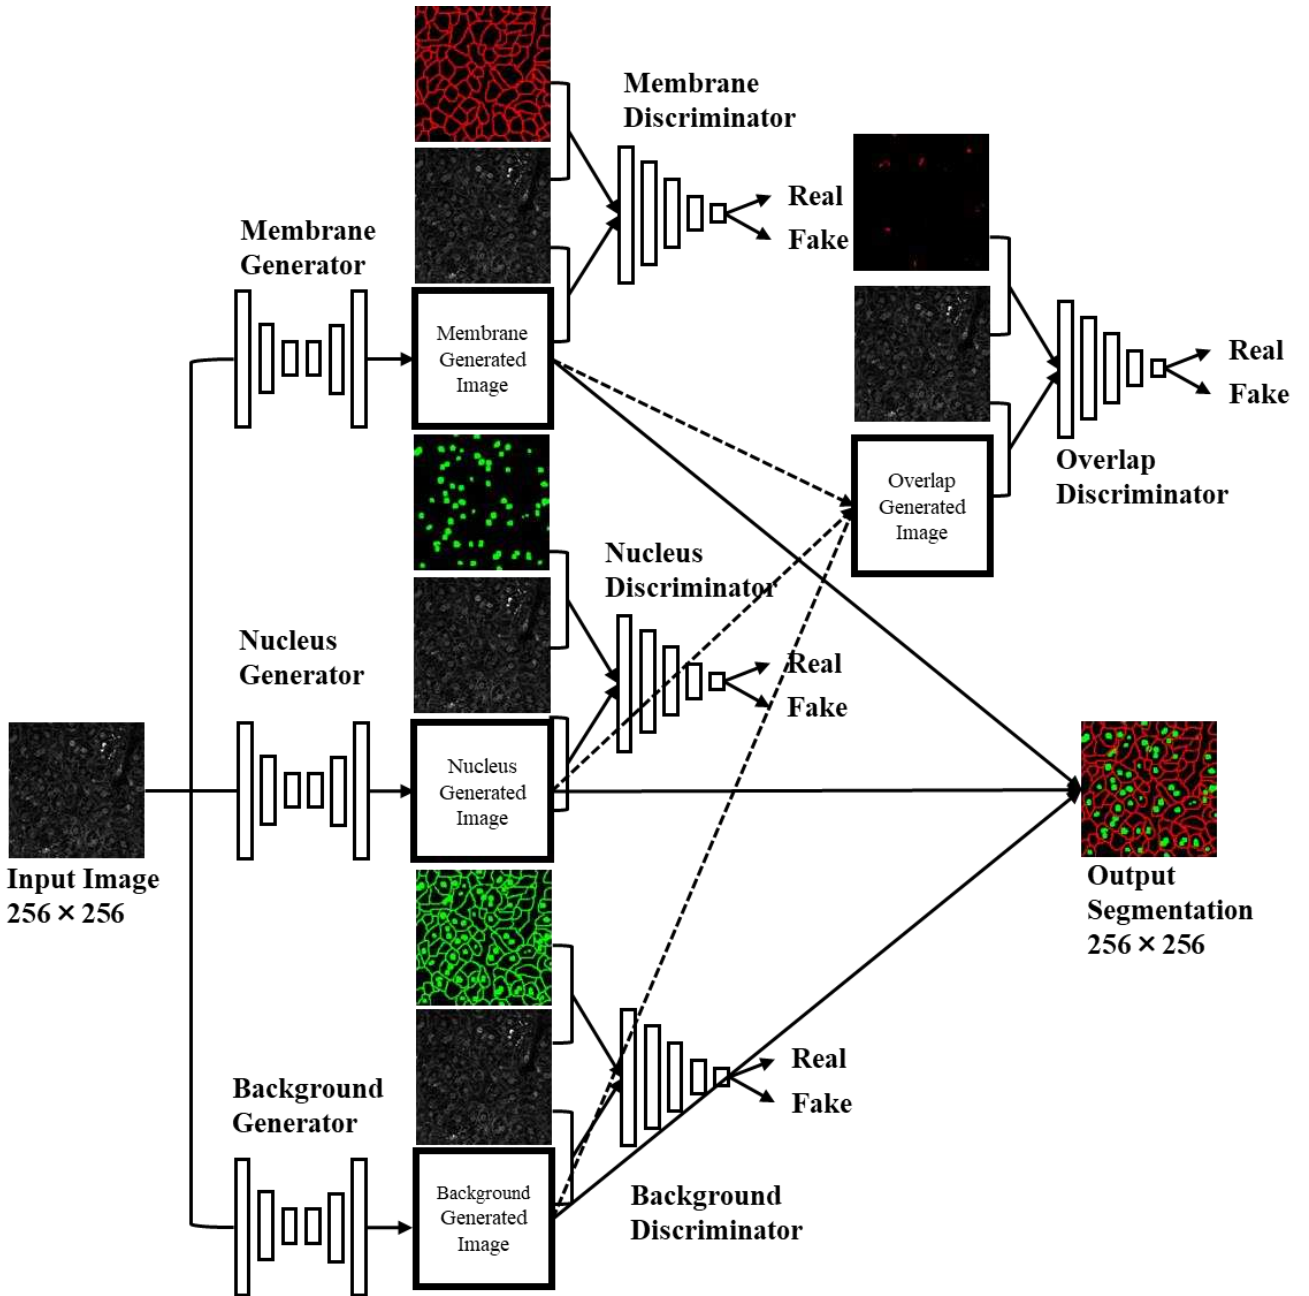 Membrane
Discriminator
Real
Fake
Membrane
Generator
Membrane
Generated
Image
Real
Fake
Overlap
Discriminator
Overlap
Generated
Image
Nucleus
Discriminator
Nucleus
Generator
Real
Fake
Nucleus
Generated
Image
Input Image
256 × 256
Output
Segmentation
256 × 256
Background
Generator
Real
Fake
Background
Generated
Image
Background
Discriminator